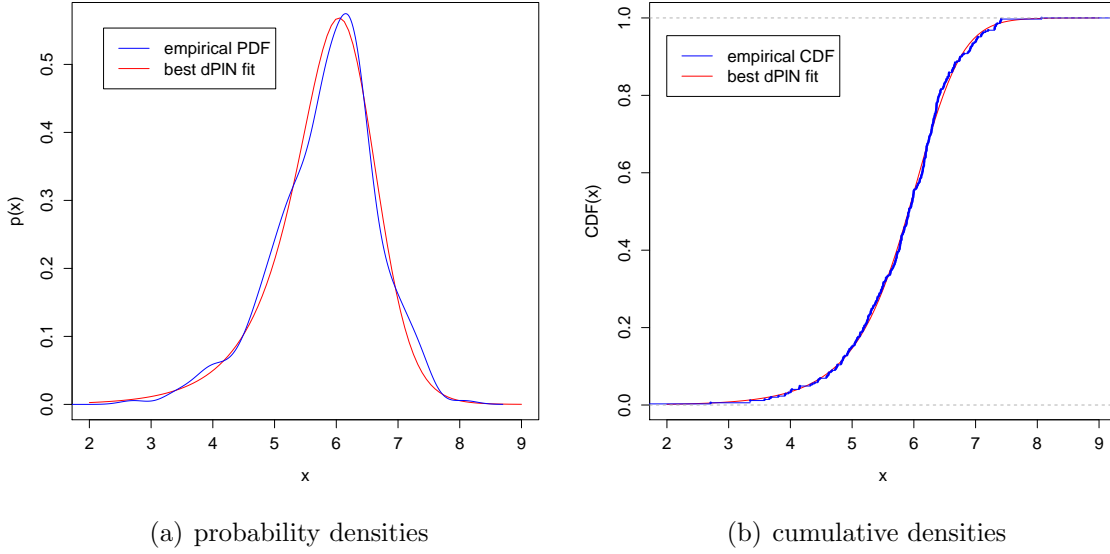 empirical PDF
best dPIN fit
p(x)
0.0
0.1
0.2
0.3
0.4
0.5
2 3 4 5 6 7 8 9
x
(a) probability densities
empirical CDF
best dPIN fit
CDF(x)
0.0
0.2
0.4
0.6
0.8
1.0
2 3 4 5 6 7 8 9
x
(b) cumulative densities